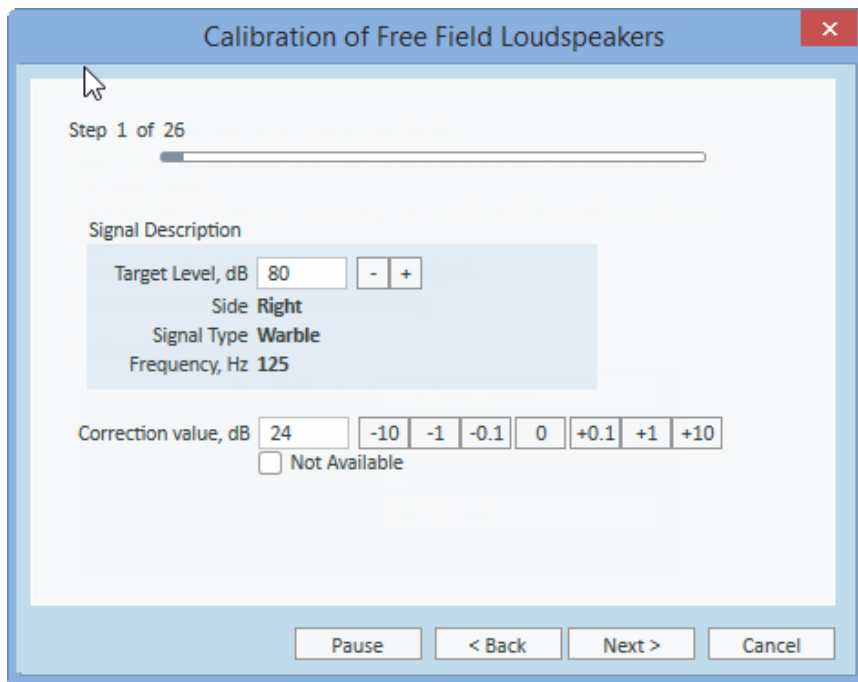 Calibration of Free Field Loudspeakers
Step 1 of 26
Signal Description
Target Level, dB 80 - +
Side Right
Signal Type Warble
Frequency, Hz 125
Correction value, dB 24 -10 -1 -0.1 0 +0.1 +1 +10
Not Available
Pause < Back Next > Cancel